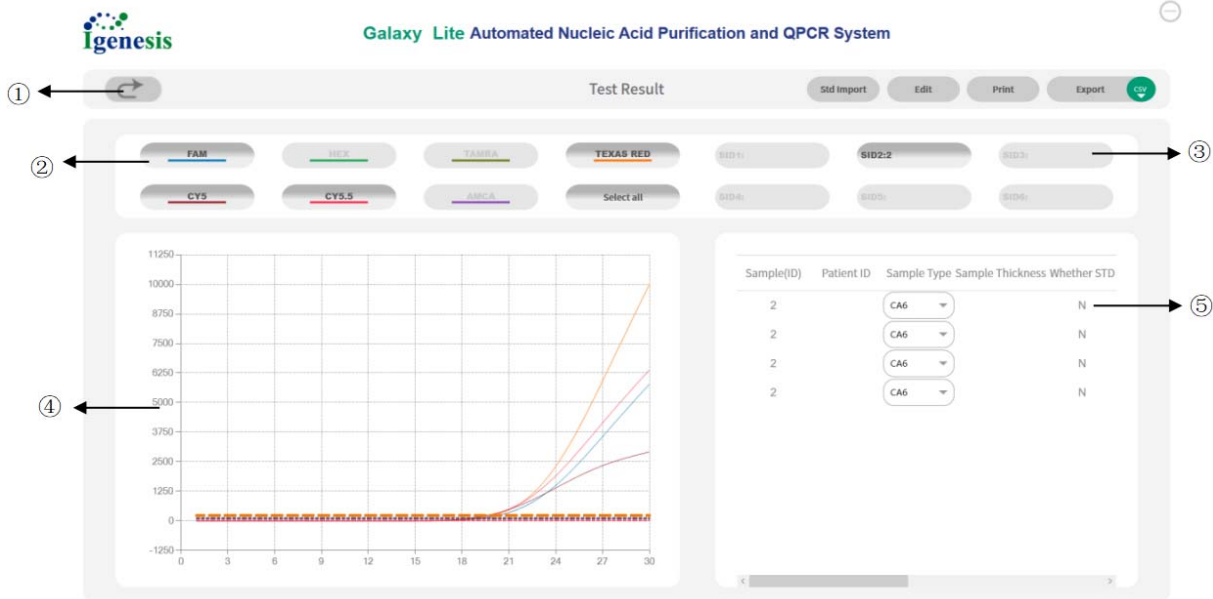 Igenesis
Galaxy Lite Automated Nucleic Acid Purification and QPCR System
①
Test Result
Std Import
Edit
Print
Export
CSV
②
FAM
HEX
TAMRA
TEXAS RED
SID1:
SID2:2
SID3:
③
CY5
CY5.5
AMCA
Select all
SID4:
SID5:
SID6:
④
11250
10000
8750
7500
6250
5000
3750
2500
1250
0
-1250
0 3 6 9 12 15 18 21 24 27 30
Sample(ID) Patient ID Sample Type Sample Thickness Whether STD
2 CA6 N
⑤
2 CA6 N
2 CA6 N
2 CA6 N